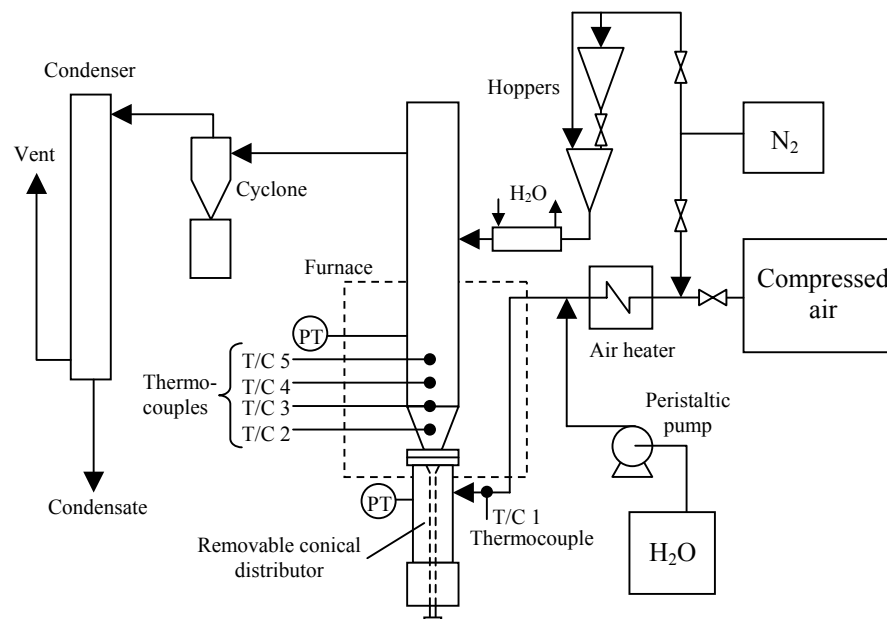 Condenser
Vent
Cyclone
Hoppers
N₂
H₂O
Furnace
Compressed
air
Air heater
PT
T/C 5
T/C 4
T/C 3
T/C 2
Thermo-
couples
Peristaltic
pump
Condensate
PT
T/C 1
Thermocouple
Removable conical
distributor
H₂O